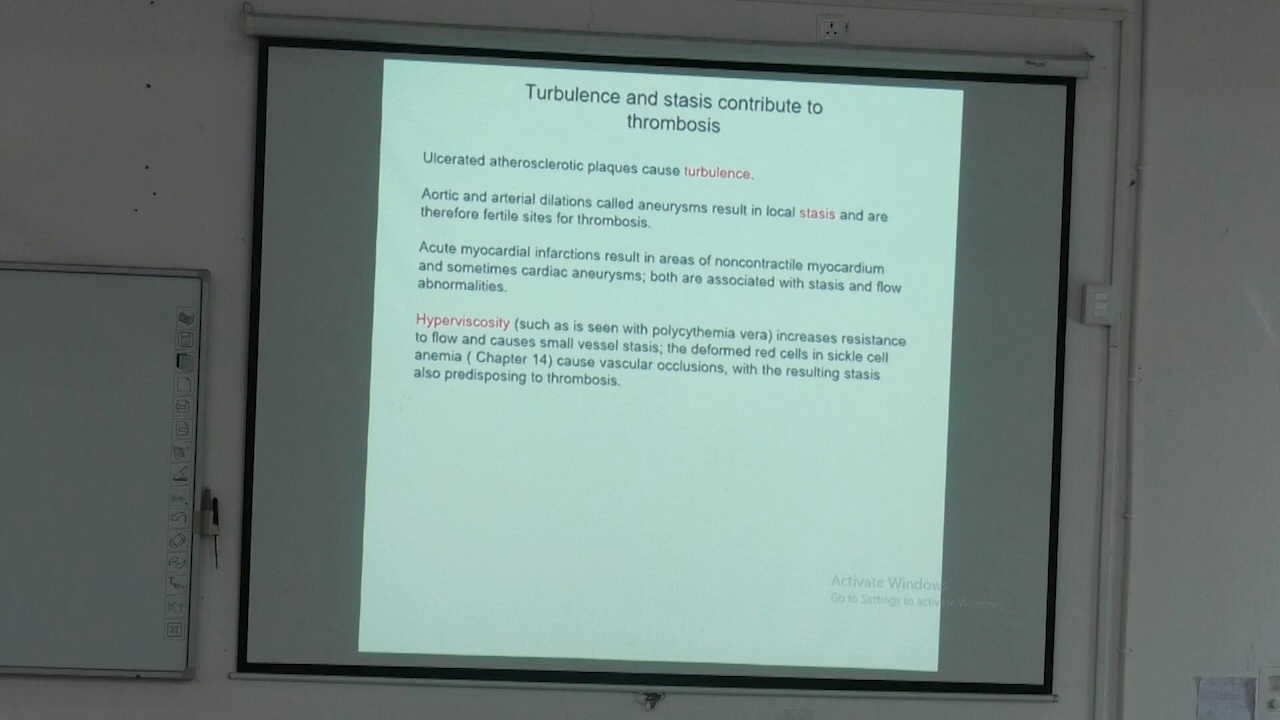 Turbulence and stasis contribute to
thrombosis
Ulcerated atherosclerotic plaques cause turbulence.
Aortic and arterial dilations called aneurysms result in local stasis and are
therefore fertile sites for thrombosis.
Acute myocardial infarctions result in areas of noncontractile myocardium
and sometimes cardiac aneurysms; both are associated with stasis and flow
abnormalities.
Hyperviscosity (such as is seen with polycythemia vera) increases resistance
to flow and causes small vessel stasis; the deformed red cells in sickle cell
anemia ( Chapter 14) cause vascular occlusions, with the resulting stasis
also predisposing to thrombosis.
Activate Windows
Go to Settings to activate Windows.